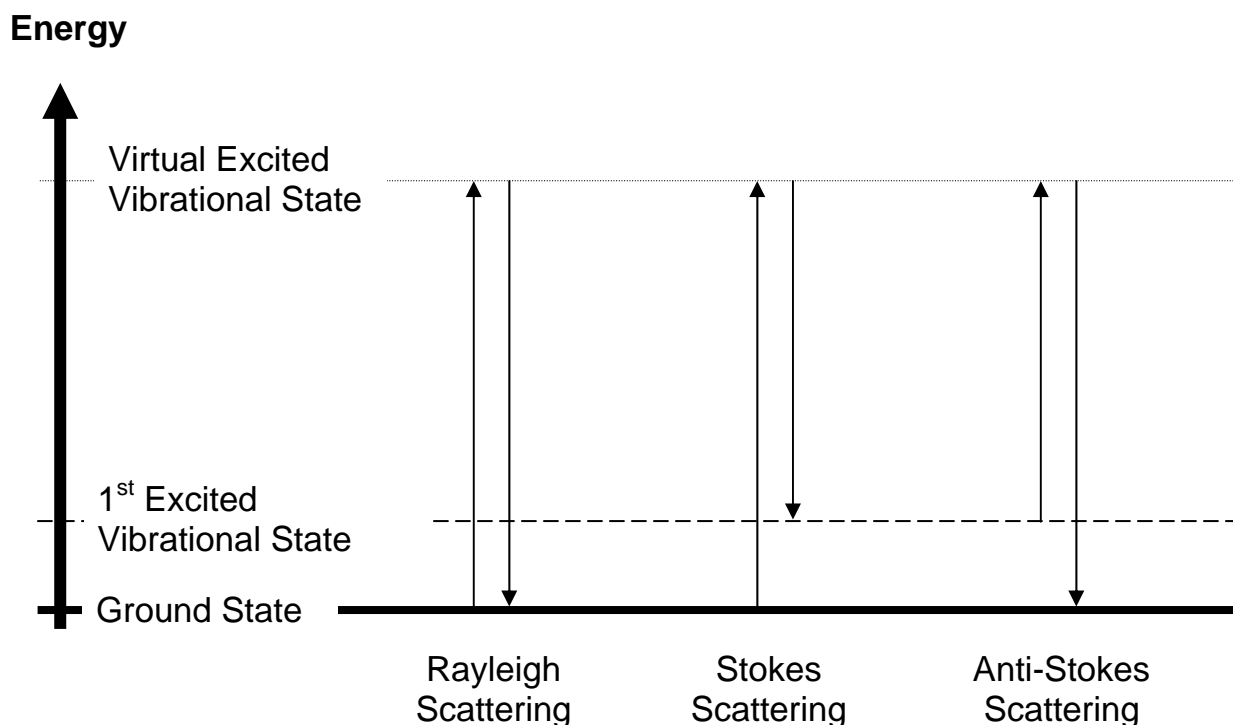 Energy
Virtual Excited
Vibrational State
1st Excited
Vibrational State
Ground State
Rayleigh
Scattering
Stokes
Scattering
Anti-Stokes
Scattering